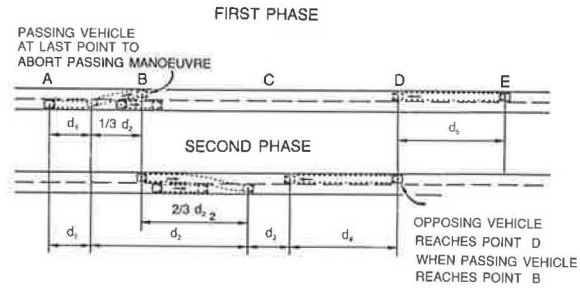 FIRST PHASE
PASSING VEHICLE
AT LAST POINT TO
ABORT PASSING MANOEUVRE
A B C D E
d₁ 1/3 d₂ d₅
SECOND PHASE
2/3 d₂ 2
d₁ d₂ d₃ d₄
OPPOSING VEHICLE
REACHES POINT D
WHEN PASSING VEHICLE
REACHES POINT B